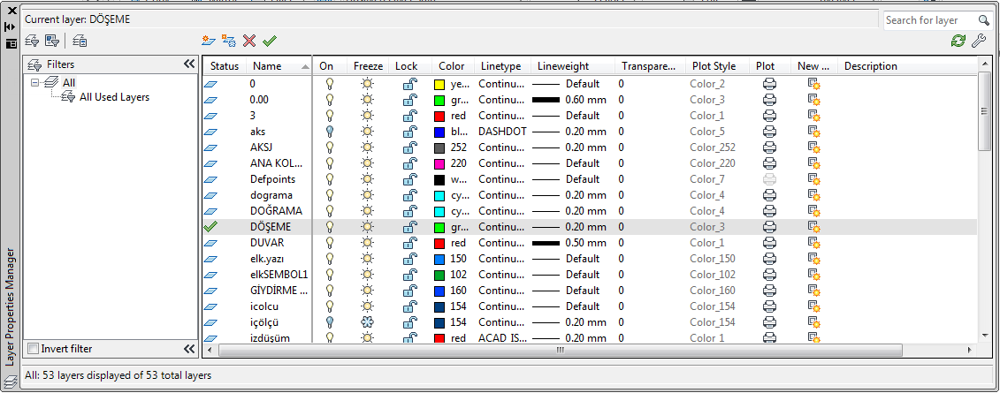 Current layer: DÖŞEME
Search for layer
Filters
All
All Used Layers
Invert filter
Status Name On Freeze Lock Color Linetype Lineweight Transpare... Plot Style Plot New ... Description
0 ye... Continu... Default 0 Color_2
0.00 gr... Continu... 0.60 mm 0 Color_3
3 red Continu... Default 0 Color_1
aks bl... DASHDOT 0.20 mm 0 Color_5
AKSJ 252 Continu... 0.20 mm 0 Color_252
ANA KOL... 220 Continu... Default 0 Color_220
Defpoints w... Continu... Default 0 Color_7
dograma cy... Continu... 0.20 mm 0 Color_4
DOĞRAMA cy... Continu... 0.20 mm 0 Color_4
DÖŞEME gr... Continu... 0.20 mm 0 Color_3
DUVAR red Continu... 0.50 mm 0 Color_1
elk.yazı 150 Continu... Default 0 Color_150
elkSEMBOL1 102 Continu... Default 0 Color_102
GİYDİRME ... 160 Continu... Default 0 Color_160
icolcu 154 Continu... Default 0 Color_154
içölçü 154 Continu... 0.20 mm 0 Color_154
izdüşüm red ACAD IS... 0.20 mm 0 Color 1
Layer Properties Manager
All: 53 layers displayed of 53 total layers